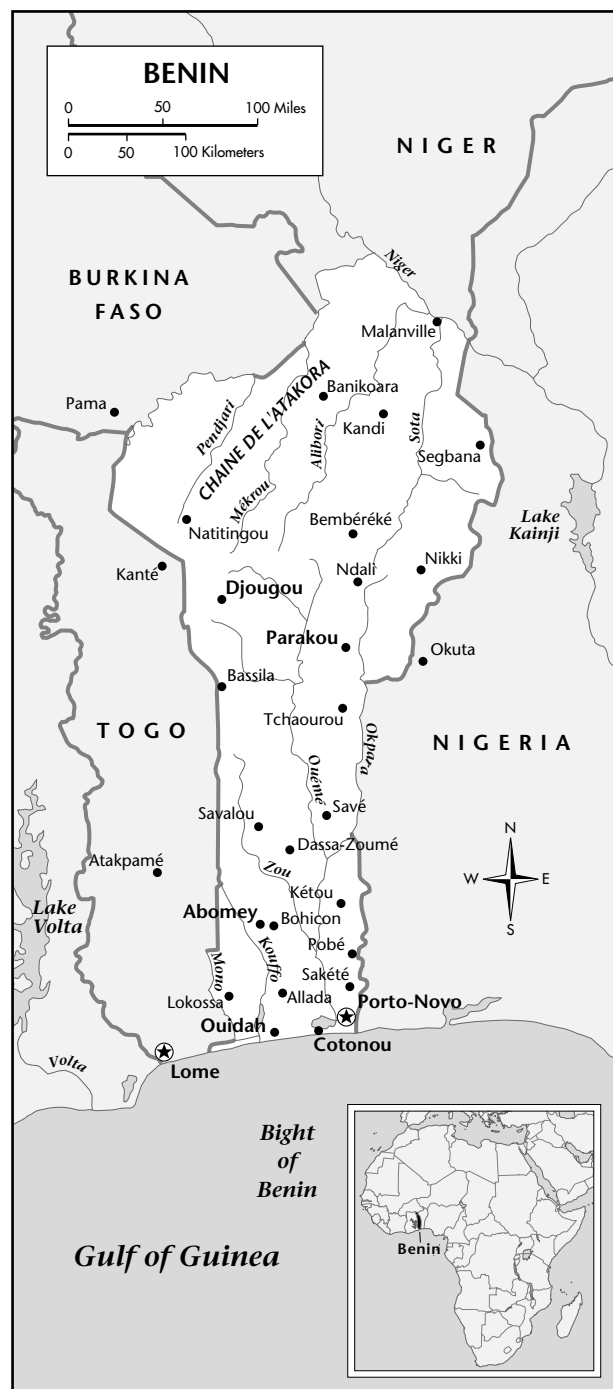 BENIN
0 50 100 Miles
0 50 100 Kilometers
NIGER
BURKINA
FASO
Niger
Malanville
Pama
Banikoara
Kandi
CHAINE DE L'ATAKORA
Pendjari
Alibori
Sota
Segbana
Mékrou
Natitingou
Bembéréké
Lake
Kainji
Kanté
Ndali
Nikki
Djougou
Parakou
Okuta
Bassila
Tchaourou
TOGO
Okpara
NIGERIA
Ouémé
Savalou
Savé
Dassa-Zoumé
Atakpamé
Zou
N
W E
S
Kétou
Lake
Volta
Abomey
Bohicon
Pobé
Mono
Kouffo
Sakété
Lokossa
Allada
Porto-Novo
Ouidah
Cotonou
Volta
Lome
Bight
of
Benin
Gulf of Guinea
Benin